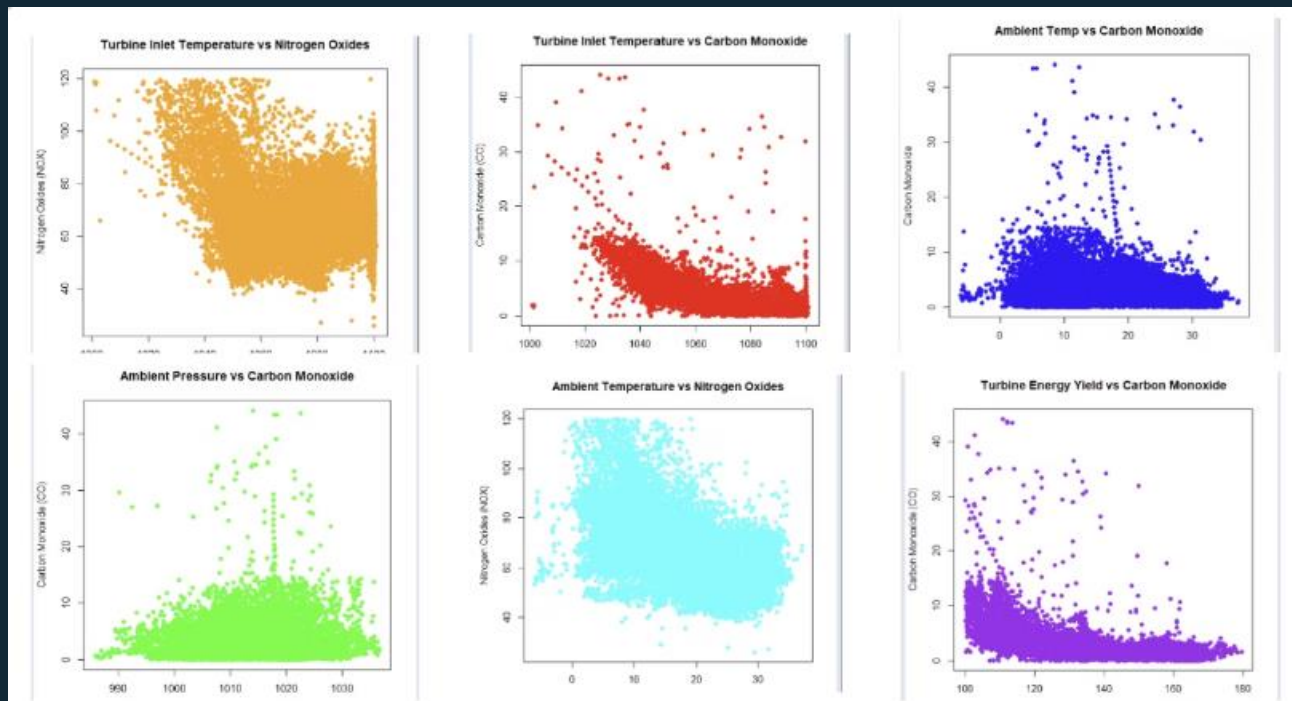 Turbine Inlet Temperature vs Nitrogen Oxides
Nitrogen Oxides (NOX)
120
100
80
60
40
Turbine Inlet Temperature vs Carbon Monoxide
Carbon Monoxide (CO)
40
30
20
10
0
1000 1020 1040 1060 1080 1100
Ambient Temp vs Carbon Monoxide
Carbon Monoxide
40
30
20
10
0
0 10 20 30
Ambient Pressure vs Carbon Monoxide
Carbon Monoxide (CO)
40
30
20
10
0
990 1000 1010 1020 1030
Ambient Temperature vs Nitrogen Oxides
Nitrogen Oxides (NOX)
120
100
80
60
40
0 10 20 30
Turbine Energy Yield vs Carbon Monoxide
Carbon Monoxide (CO)
40
30
20
10
0
100 120 140 160 180